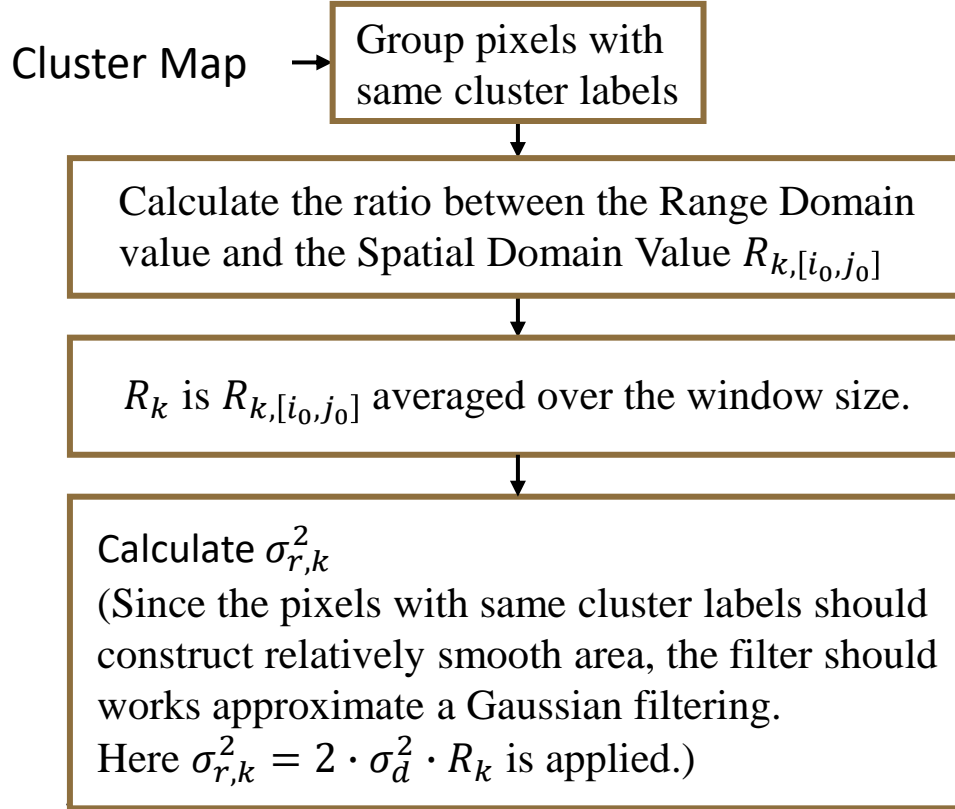 Cluster Map
Group pixels with
same cluster labels
Calculate the ratio between the Range Domain
value and the Spatial Domain Value R_{k,[i_0,j_0]}
R_k is R_{k,[i_0,j_0]} averaged over the window size.
Calculate σ_{r,k}^2
(Since the pixels with same cluster labels should
construct relatively smooth area, the filter should
works approximate a Gaussian filtering.
Here σ_{r,k}^2 = 2 · σ_d^2 · R_k is applied.)